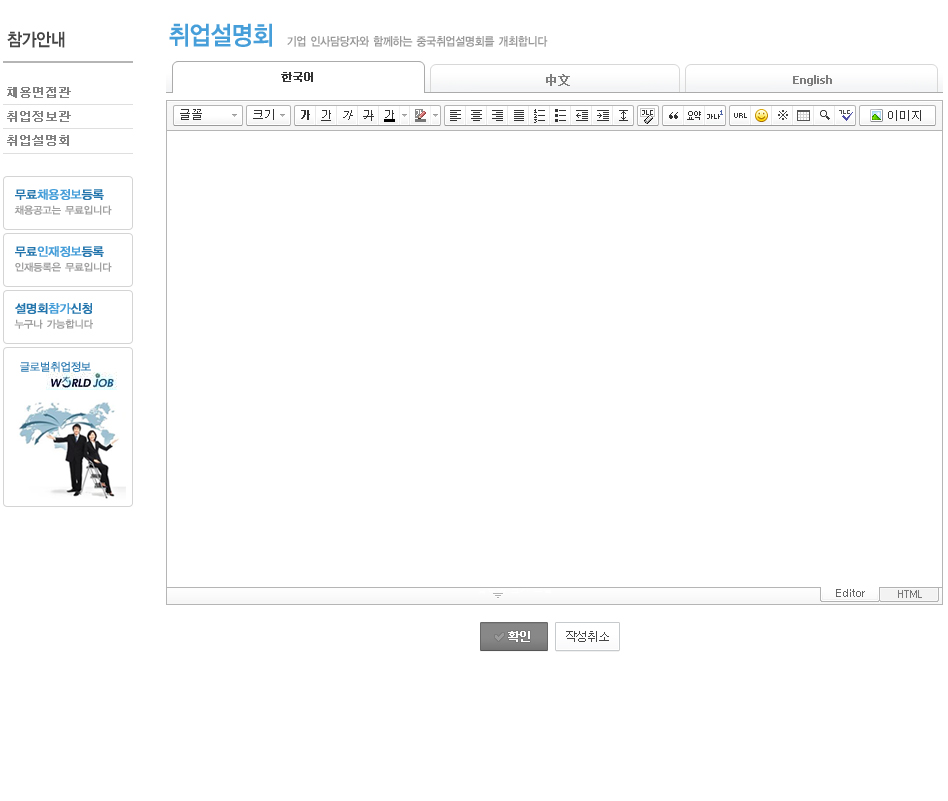 참가안내
채용면접관
취업정보관
취업설명회
무료채용정보등록
채용공고는 무료입니다
무료인재정보등록
인재등록은 무료입니다
설명회참가신청
누구나 가능합니다
글로벌취업정보
WORLD JOB
취업설명회 기업 인사담당자와 함께하는 중국취업설명회를 개최합니다
한국어 中文 English
글꼴 크기 가 가 가 가 가 요약 가나1 URL 이미지
Editor HTML
확인 작성취소